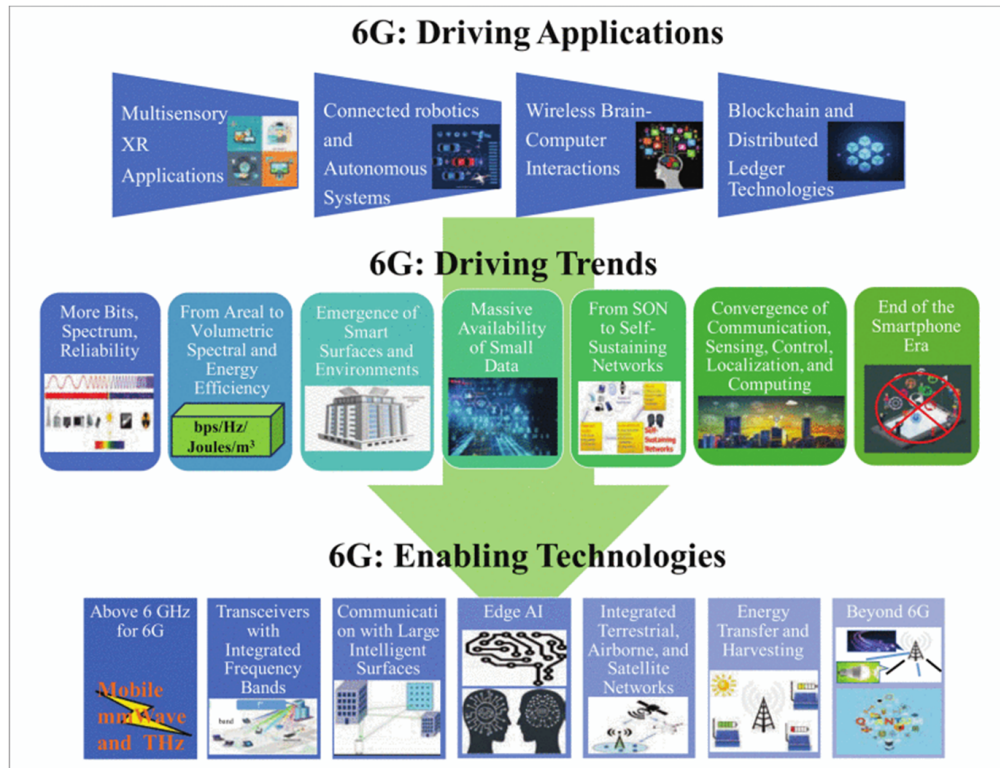 6G: Driving Applications
Multisensory
XR
Applications
Connected robotics
and
Autonomous
Systems
Wireless Brain-
Computer
Interactions
Blockchain and
Distributed
Ledger
Technologies
6G: Driving Trends
More Bits,
Spectrum,
Reliability
From Areal to
Volumetric
Spectral and
Energy
Efficiency
bps/Hz/
Joules/m³
Emergence of
Smart
Surfaces and
Environments
Massive
Availability
of Small
Data
From SON
to Self-
Sustaining
Networks
Self-
Sustaining
Networks
Convergence of
Communication,
Sensing, Control,
Localization, and
Computing
End of the
Smartphone
Era
6G: Enabling Technologies
Above 6 GHz
for 6G
Mobile
mmWave
and THz
Transceivers
with
Integrated
Frequency
Bands
band
Communicati
on with Large
Intelligent
Surfaces
Edge AI
Integrated
Terrestrial,
Airborne, and
Satellite
Networks
Energy
Transfer and
Harvesting
Beyond 6G